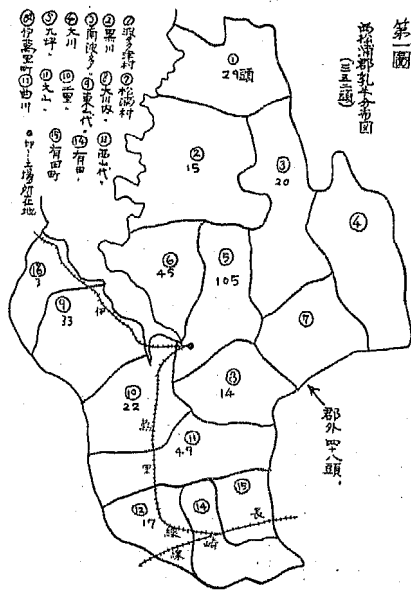 第一圖
西松浦郡乳牛分布図
(三五二頭)
①波多津村 ⑦松浦村
②黒川〃 ⑧大川内〃 ⑬西山代〃
③南波多〃 ⑨東山代〃 ⑭有田〃
④大川〃 ⑩二里〃 ⑮有田町
⑤大坪〃 ⑪大山〃
⑥伊萬里町 ⑫曲川〃
印ハ工場所在地
① 29頭
② 15
③ 20
④
⑤ 105
⑥ 45
⑦
⑧ 14
⑨ 33
⑩ 22
⑪ 49
⑫ 17
⑬ 3
⑭
⑮
郡外四十八頭.
伊
里
線
長
崎
線